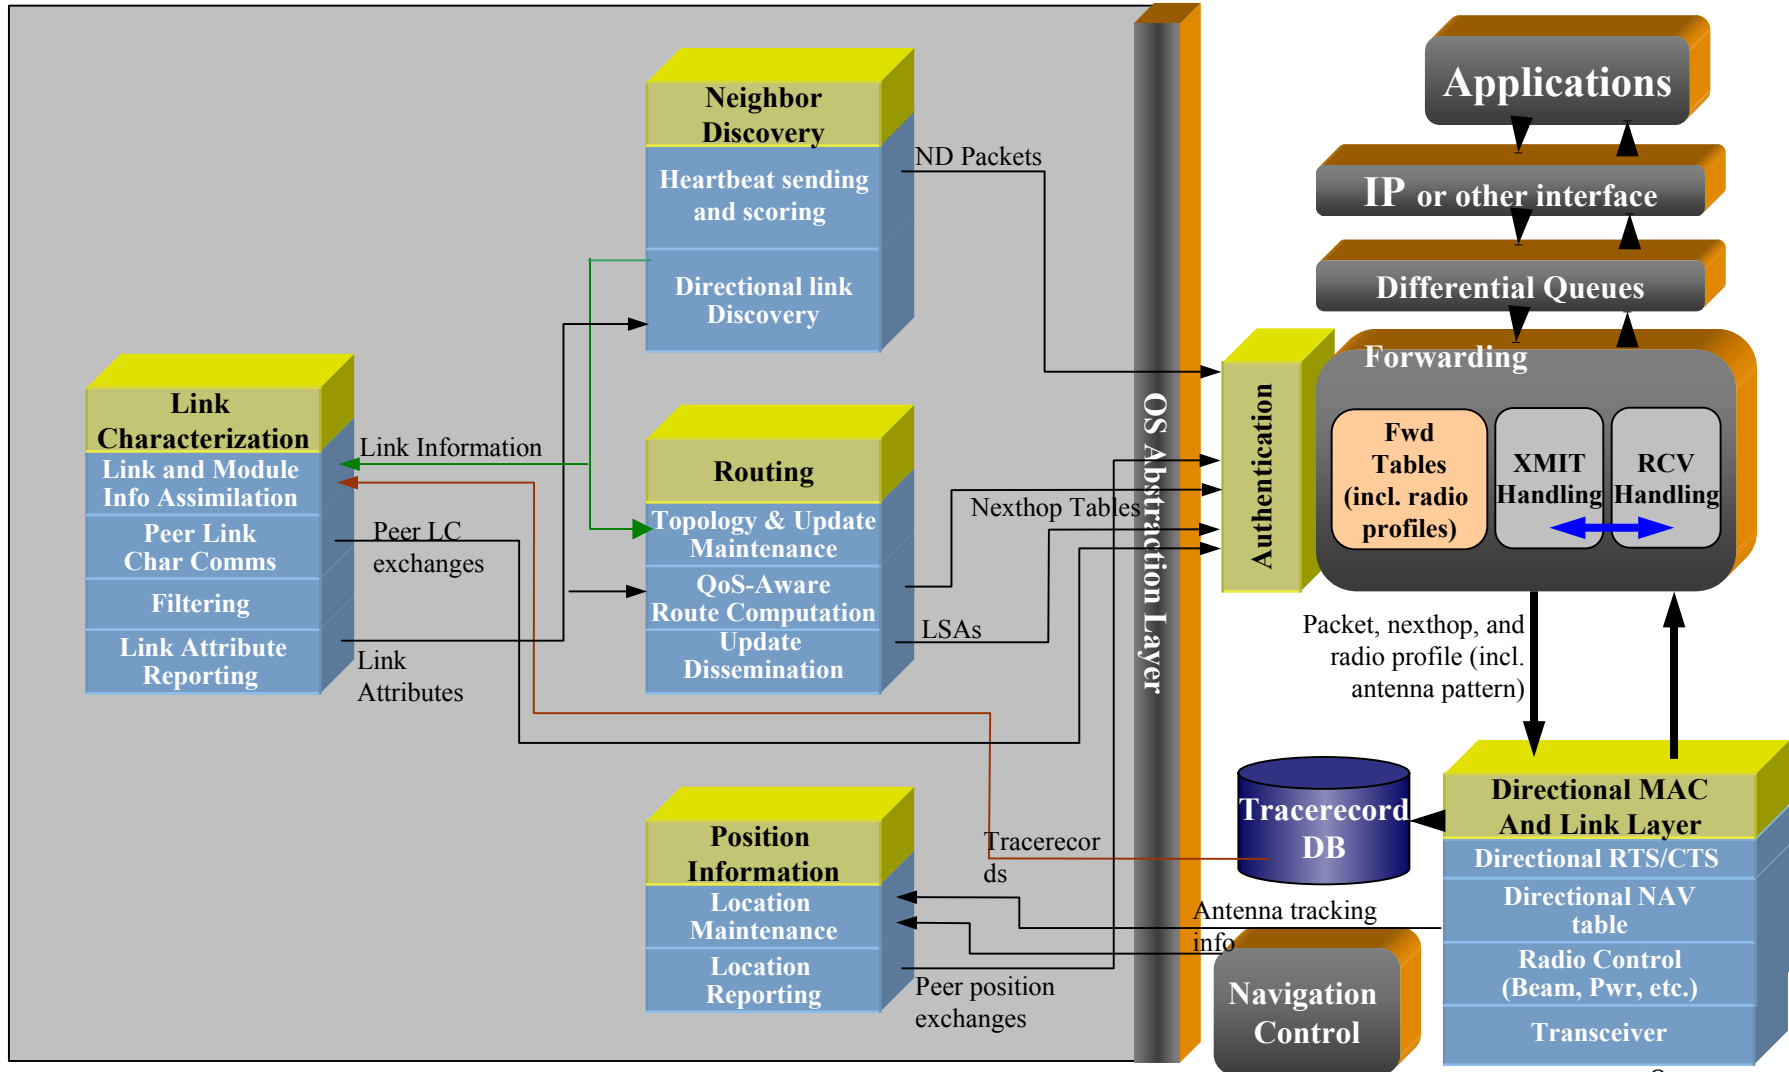 Neighbor
Discovery
Heartbeat sending
and scoring
Directional link
Discovery
ND Packets
Link
Characterization
Link and Module
Info Assimilation
Peer Link
Char Comms
Filtering
Link Attribute
Reporting
Link Information
Peer LC
exchanges
Link
Attributes
Routing
Topology & Update
Maintenance
QoS-Aware
Route Computation
Update
Dissemination
Nexthop Tables
LSAs
Position
Information
Location
Maintenance
Location
Reporting
Tracerecor
ds
Peer position
exchanges
OS Abstraction Layer
Applications
IP or other interface
Differential Queues
Forwarding
Authentication
Fwd
Tables
(incl. radio
profiles)
XMIT
Handling
RCV
Handling
Packet, nexthop, and
radio profile (incl.
antenna pattern)
Tracerecord
DB
Antenna tracking
info
Navigation
Control
Directional MAC
And Link Layer
Directional RTS/CTS
Directional NAV
table
Radio Control
(Beam, Pwr, etc.)
Transceiver